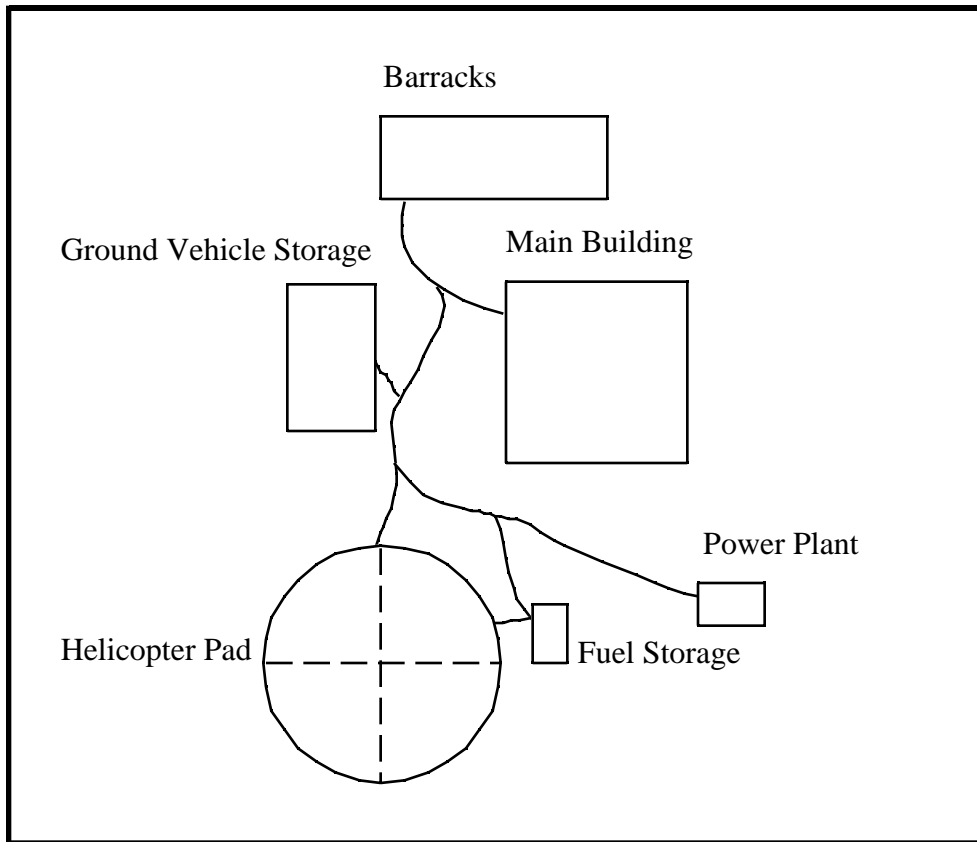 Barracks
Ground Vehicle Storage
Main Building
Power Plant
Helicopter Pad
Fuel Storage